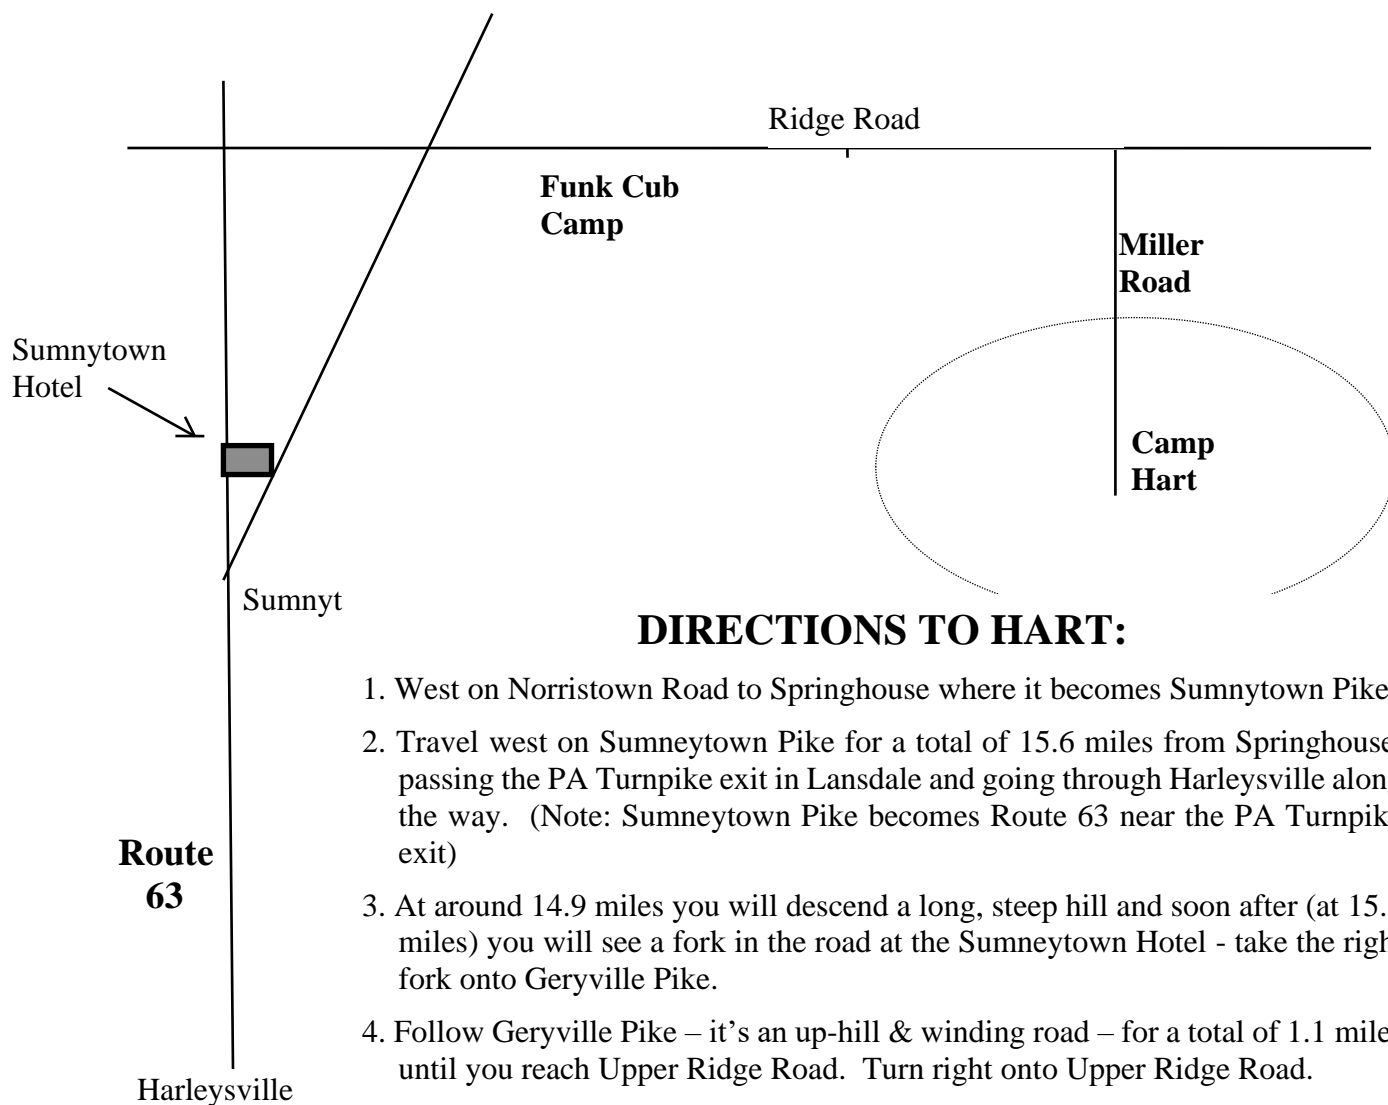 Ridge Road
Funk Cub
Camp
Miller
Road
Sumnytown
Hotel
Camp
Hart
Sumnyt
DIRECTIONS TO HART:
1. West on Norristown Road to Springhouse where it becomes Sumnytown Pike
2. Travel west on Sumneytown Pike for a total of 15.6 miles from Springhouse
passing the PA Turnpike exit in Lansdale and going through Harleysville alon
the way. (Note: Sumneytown Pike becomes Route 63 near the PA Turnpik
exit)
Route
63
3. At around 14.9 miles you will descend a long, steep hill and soon after (at 15.
miles) you will see a fork in the road at the Sumneytown Hotel - take the righ
fork onto Geryville Pike.
4. Follow Geryville Pike – it’s an up-hill & winding road – for a total of 1.1 mile
until you reach Upper Ridge Road. Turn right onto Upper Ridge Road.
Harleysville